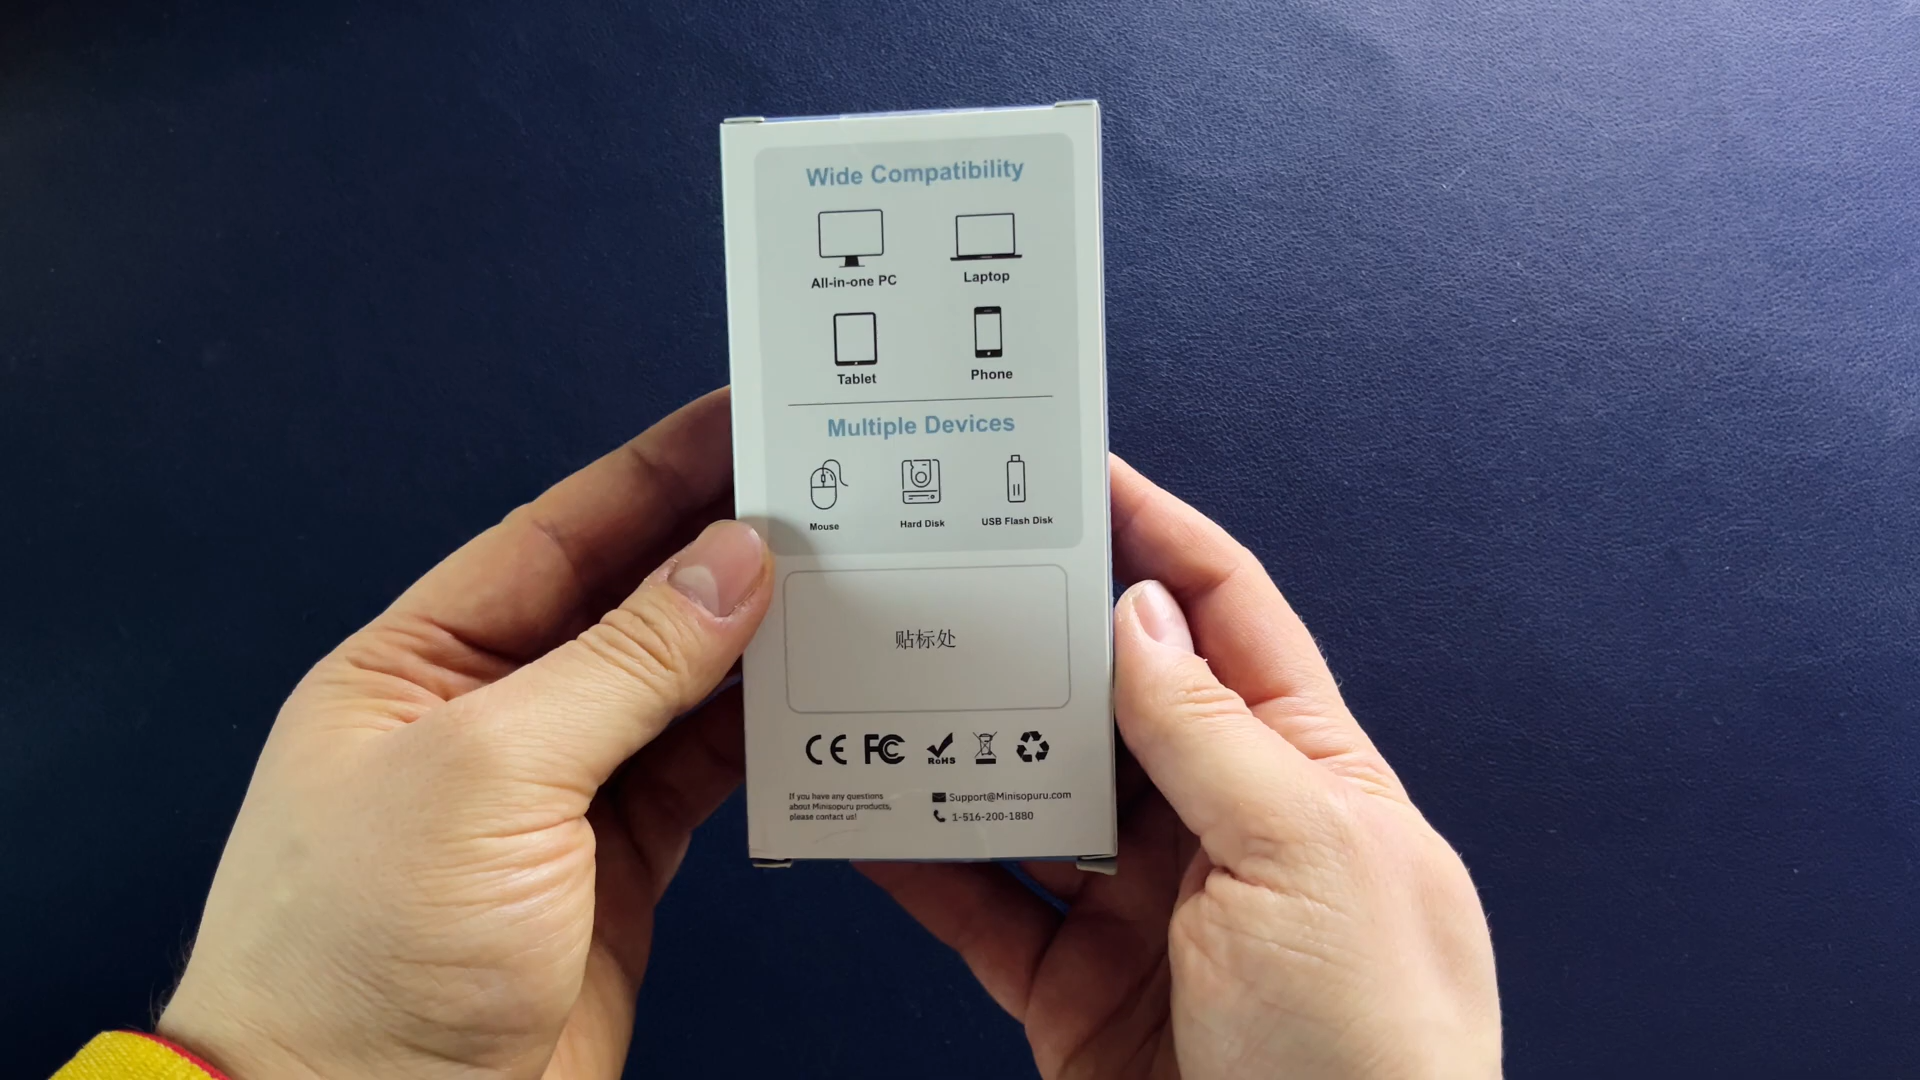 Wide Compatibility
All-in-one PC
Laptop
Tablet
Phone
Multiple Devices
Mouse
Hard Disk
USB Flash Disk
贴标处
CE FC RoHS
If you have any questions
about Minisopuru products,
please contact us!
Support@Minisopuru.com
1-516-200-1880